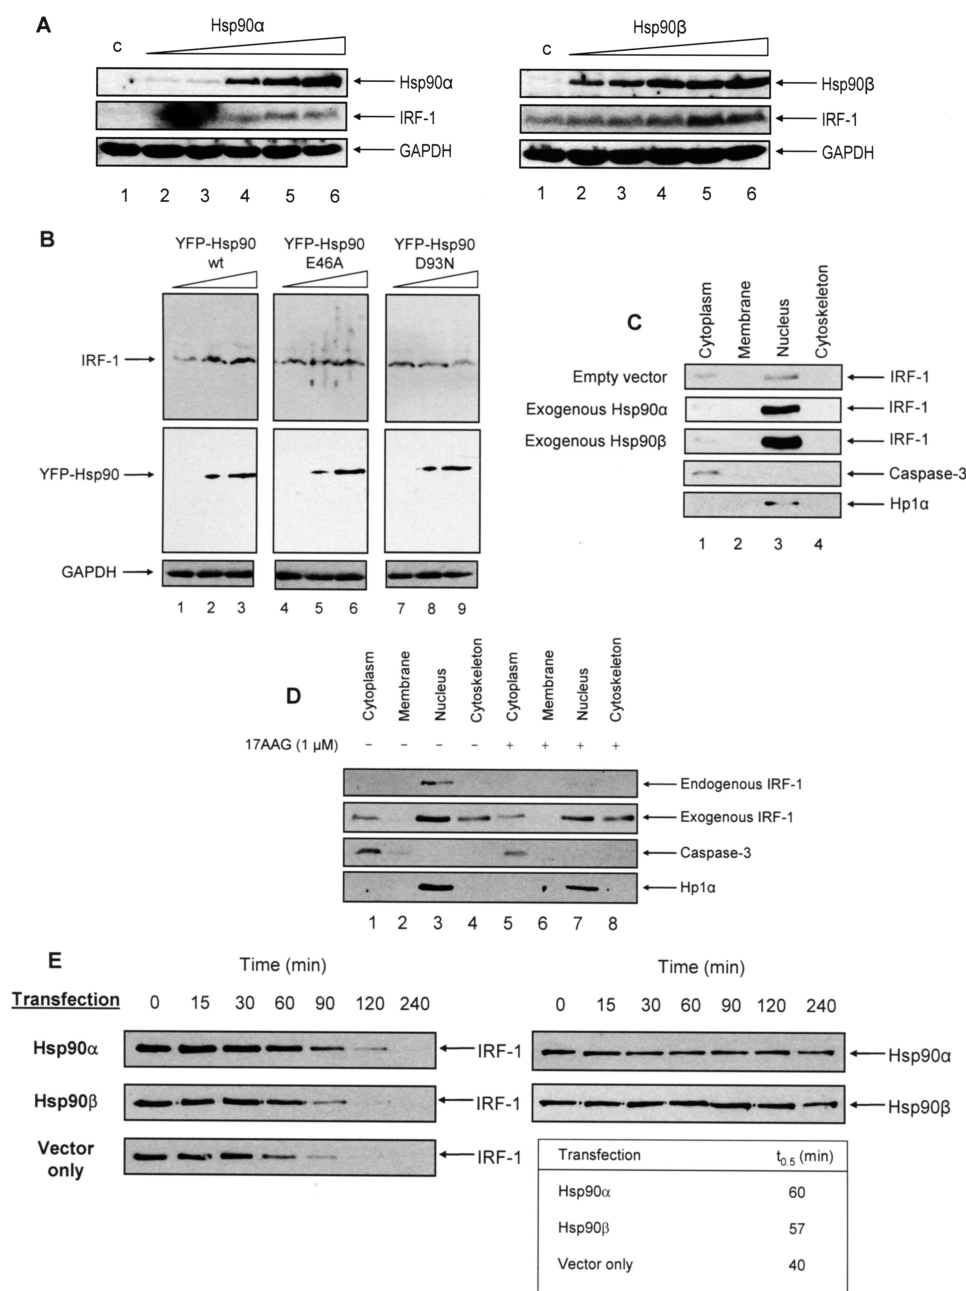 A
Hsp90α
c
Hsp90α
IRF-1
GAPDH
1 2 3 4 5 6
Hsp90β
c
Hsp90β
IRF-1
GAPDH
1 2 3 4 5 6
B
YFP-Hsp90
wt
YFP-Hsp90
E46A
YFP-Hsp90
D93N
IRF-1
YFP-Hsp90
GAPDH
1 2 3 4 5 6 7 8 9
C
Cytoplasm
Membrane
Nucleus
Cytoskeleton
Empty vector
IRF-1
Exogenous Hsp90α
IRF-1
Exogenous Hsp90β
IRF-1
Caspase-3
Hp1α
1 2 3 4
D
Cytoplasm
Membrane
Nucleus
Cytoskeleton
Cytoplasm
Membrane
Nucleus
Cytoskeleton
17AAG (1 µM) – – – – + + + +
Endogenous IRF-1
Exogenous IRF-1
Caspase-3
Hp1α
1 2 3 4 5 6 7 8
E
Time (min)
Transfection 0 15 30 60 90 120 240
Hsp90α
IRF-1
Hsp90β
IRF-1
Vector
only
IRF-1
Time (min)
0 15 30 60 90 120 240
Hsp90α
Hsp90β
Transfection t0.5 (min)
Hsp90α 60
Hsp90β 57
Vector only 40